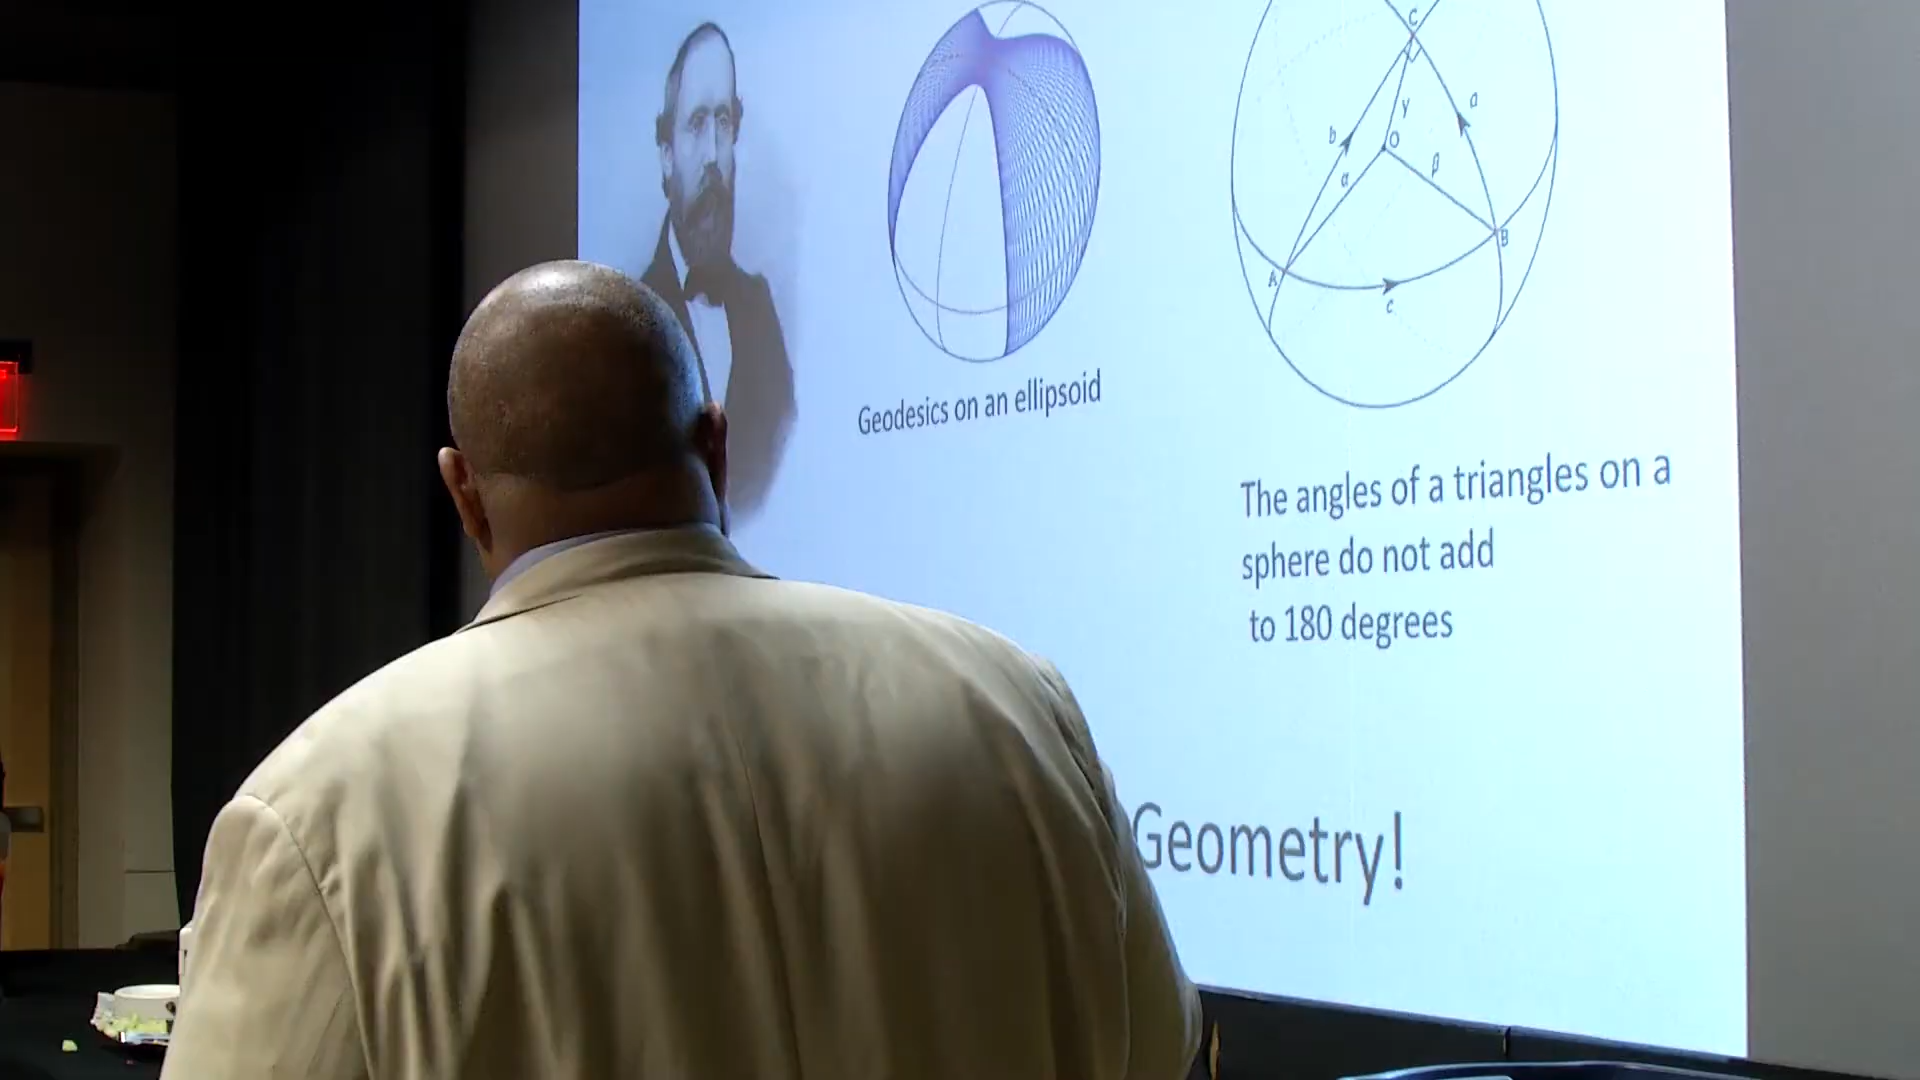 C
a
y
b
O
β
α
B
A
c
Geodesics on an ellipsoid
The angles of a triangles on a
sphere do not add
to 180 degrees
Geometry!